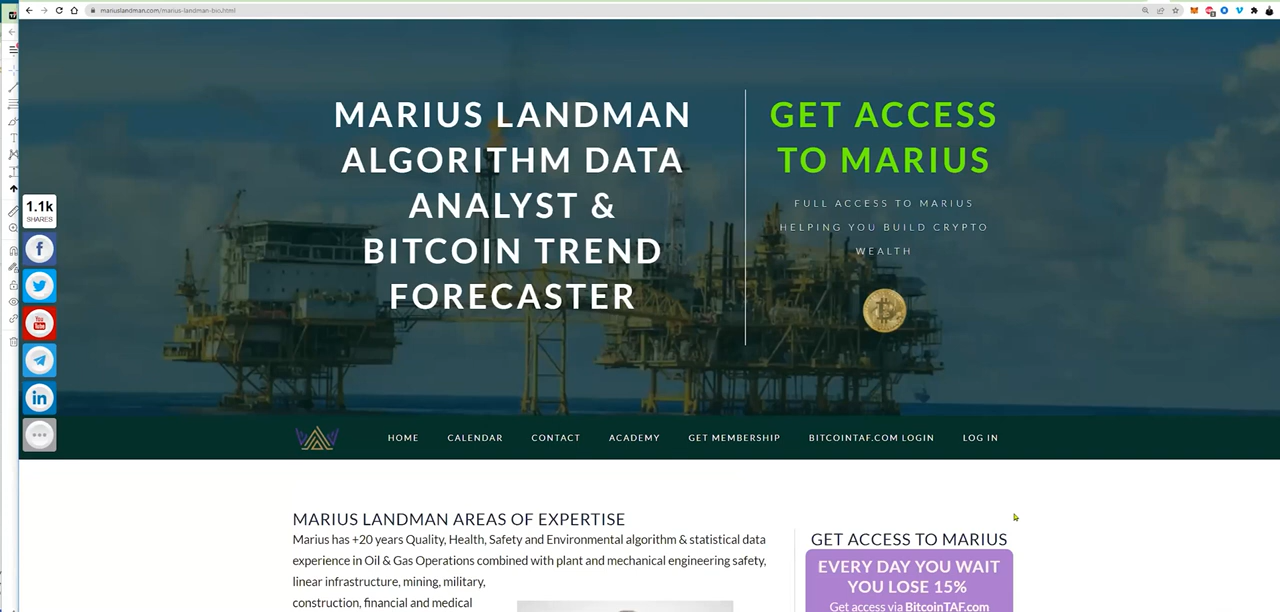 mariuslandman.com/marius-landman-bio.html
MARIUS LANDMAN
ALGORITHM DATA
ANALYST &
BITCOIN TREND
FORECASTER
GET ACCESS
TO MARIUS
FULL ACCESS TO MARIUS
HELPING YOU BUILD CRYPTO
WEALTH
1.1k
SHARES
You
Tube
HOME
CALENDAR
CONTACT
ACADEMY
GET MEMBERSHIP
BITCOINTAF.COM LOGIN
LOG IN
MARIUS LANDMAN AREAS OF EXPERTISE
Marius has +20 years Quality, Health, Safety and Environmental algorithm & statistical data
experience in Oil & Gas Operations combined with plant and mechanical engineering safety,
linear infrastructure, mining, military,
construction, financial and medical
GET ACCESS TO MARIUS
EVERY DAY YOU WAIT
YOU LOSE 15%
Get access via BitcoinTAF.com